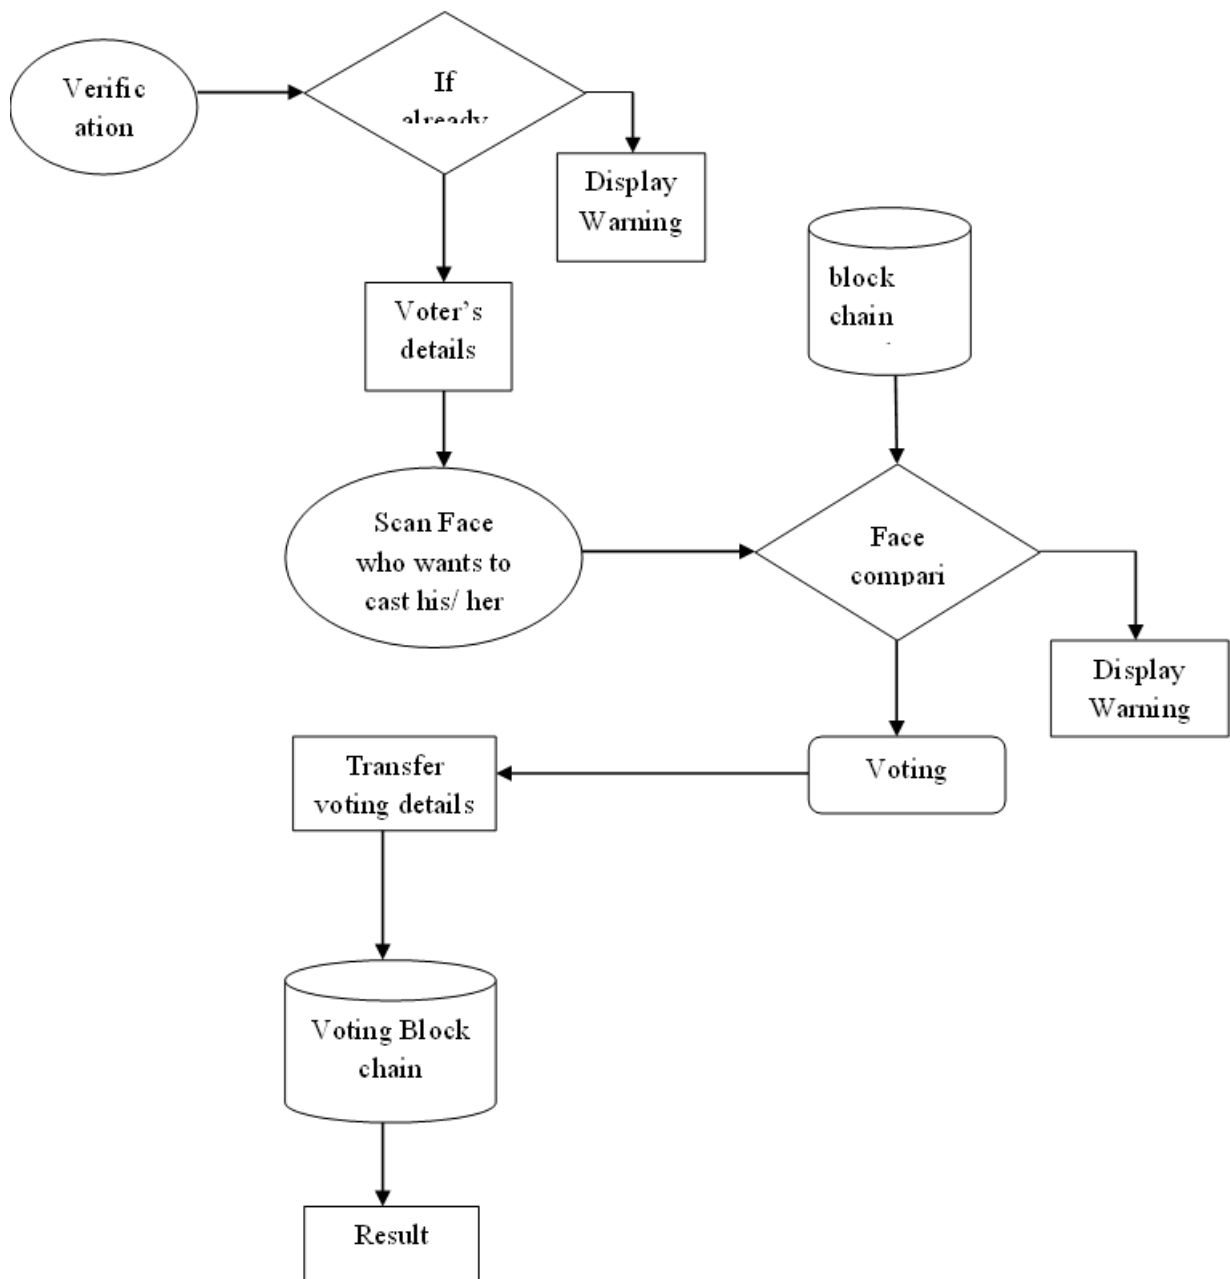 Verific
ation
If
already
Display
Warning
Voter's
details
block
chain
Scan Face
who wants to
cast his/ her
Face
compari
Display
Warning
Voting
Transfer
voting details
Voting Block
chain
Result